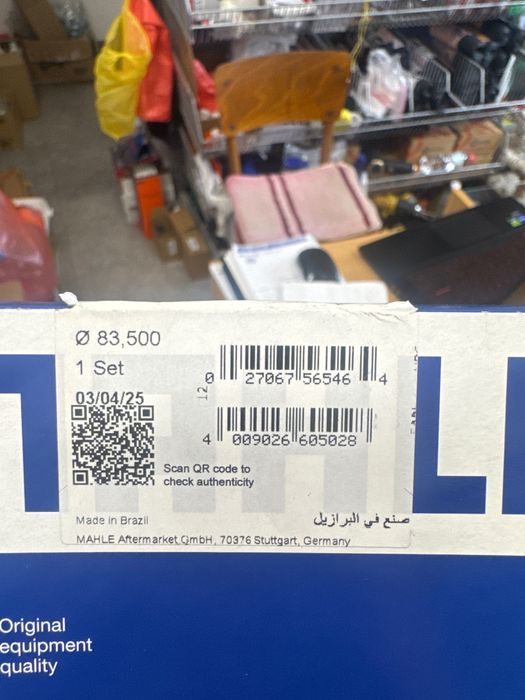 Ø 83,500
1 Set
03/04/25
0 27067 56546 4
12
4 009026 605028
Scan QR code to
check authenticity
Made in Brazil
صنع في البرازيل
MAHLE Aftermarket GmbH, 70376 Stuttgart, Germany
Original
equipment
quality